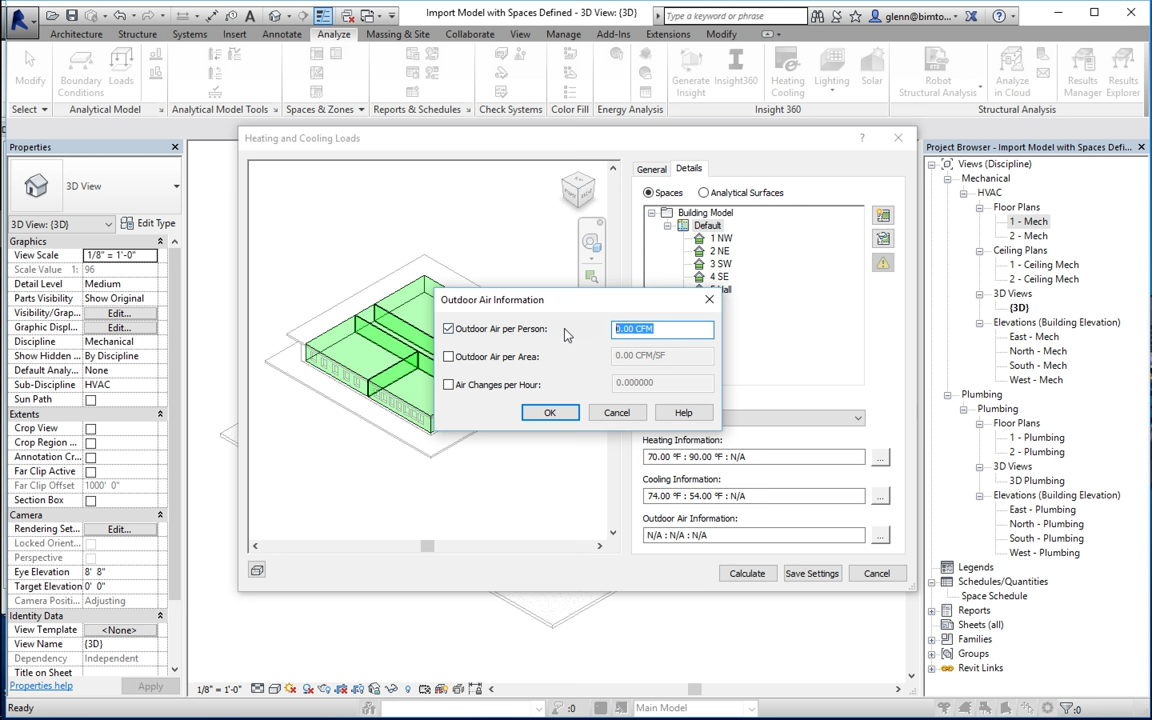 Import Model with Spaces Defined - 3D View: {3D}
Type a keyword or phrase
glenn@bimto...
Architecture Structure Systems Insert Annotate Analyze Massing & Site Collaborate View Manage Add-Ins Extensions Modify
Modify
Boundary Conditions
Loads
Generate Insight
Insight360
Heating Cooling
Lighting
Solar
Robot Structural Analysis
Analyze in Cloud
Results Manager
Results Explorer
Select
Analytical Model
Analytical Model Tools
Spaces & Zones
Reports & Schedules
Check Systems
Color Fill
Energy Analysis
Insight 360
Structural Analysis
Properties
3D View
3D View: {3D}
Edit Type
Graphics
View Scale 1/8" = 1'-0"
Scale Value 1: 96
Detail Level Medium
Parts Visibility Show Original
Visibility/Grap... Edit...
Graphic Displ... Edit...
Discipline Mechanical
Show Hidden ... By Discipline
Default Analy... None
Sub-Discipline HVAC
Sun Path
Extents
Crop View
Crop Region ...
Annotation Cr...
Far Clip Active
Far Clip Offset 1000' 0"
Section Box
Camera
Rendering Set... Edit...
Locked Orient...
Perspective
Eye Elevation 8' 8"
Target Elevation 0' 0"
Camera Positi... Adjusting
Identity Data
View Template <None>
View Name {3D}
Dependency Independent
Title on Sheet
Properties help
Apply
Heating and Cooling Loads
General
Details
Spaces
Analytical Surfaces
Building Model
Default
1 NW
2 NE
3 SW
4 SE
Outdoor Air Information
Outdoor Air per Person: 0.00 CFM
Outdoor Air per Area: 0.00 CFM/SF
Air Changes per Hour: 0.000000
OK
Cancel
Help
Heating Information:
70.00 °F : 90.00 °F : N/A
...
Cooling Information:
74.00 °F : 54.00 °F : N/A
...
Outdoor Air Information:
N/A : N/A : N/A
...
Calculate
Save Settings
Cancel
Project Browser - Import Model with Spaces Defi...
Views (Discipline)
Mechanical
HVAC
Floor Plans
1 - Mech
2 - Mech
Ceiling Plans
1 - Ceiling Mech
2 - Ceiling Mech
3D Views
{3D}
Elevations (Building Elevation)
East - Mech
North - Mech
South - Mech
West - Mech
Plumbing
Plumbing
Floor Plans
1 - Plumbing
2 - Plumbing
3D Views
3D Plumbing
Elevations (Building Elevation)
East - Plumbing
North - Plumbing
South - Plumbing
West - Plumbing
Legends
Schedules/Quantities
Space Schedule
Reports
Sheets (all)
Families
Groups
Revit Links
1/8" = 1'-0"
Ready
:0
Main Model
:0